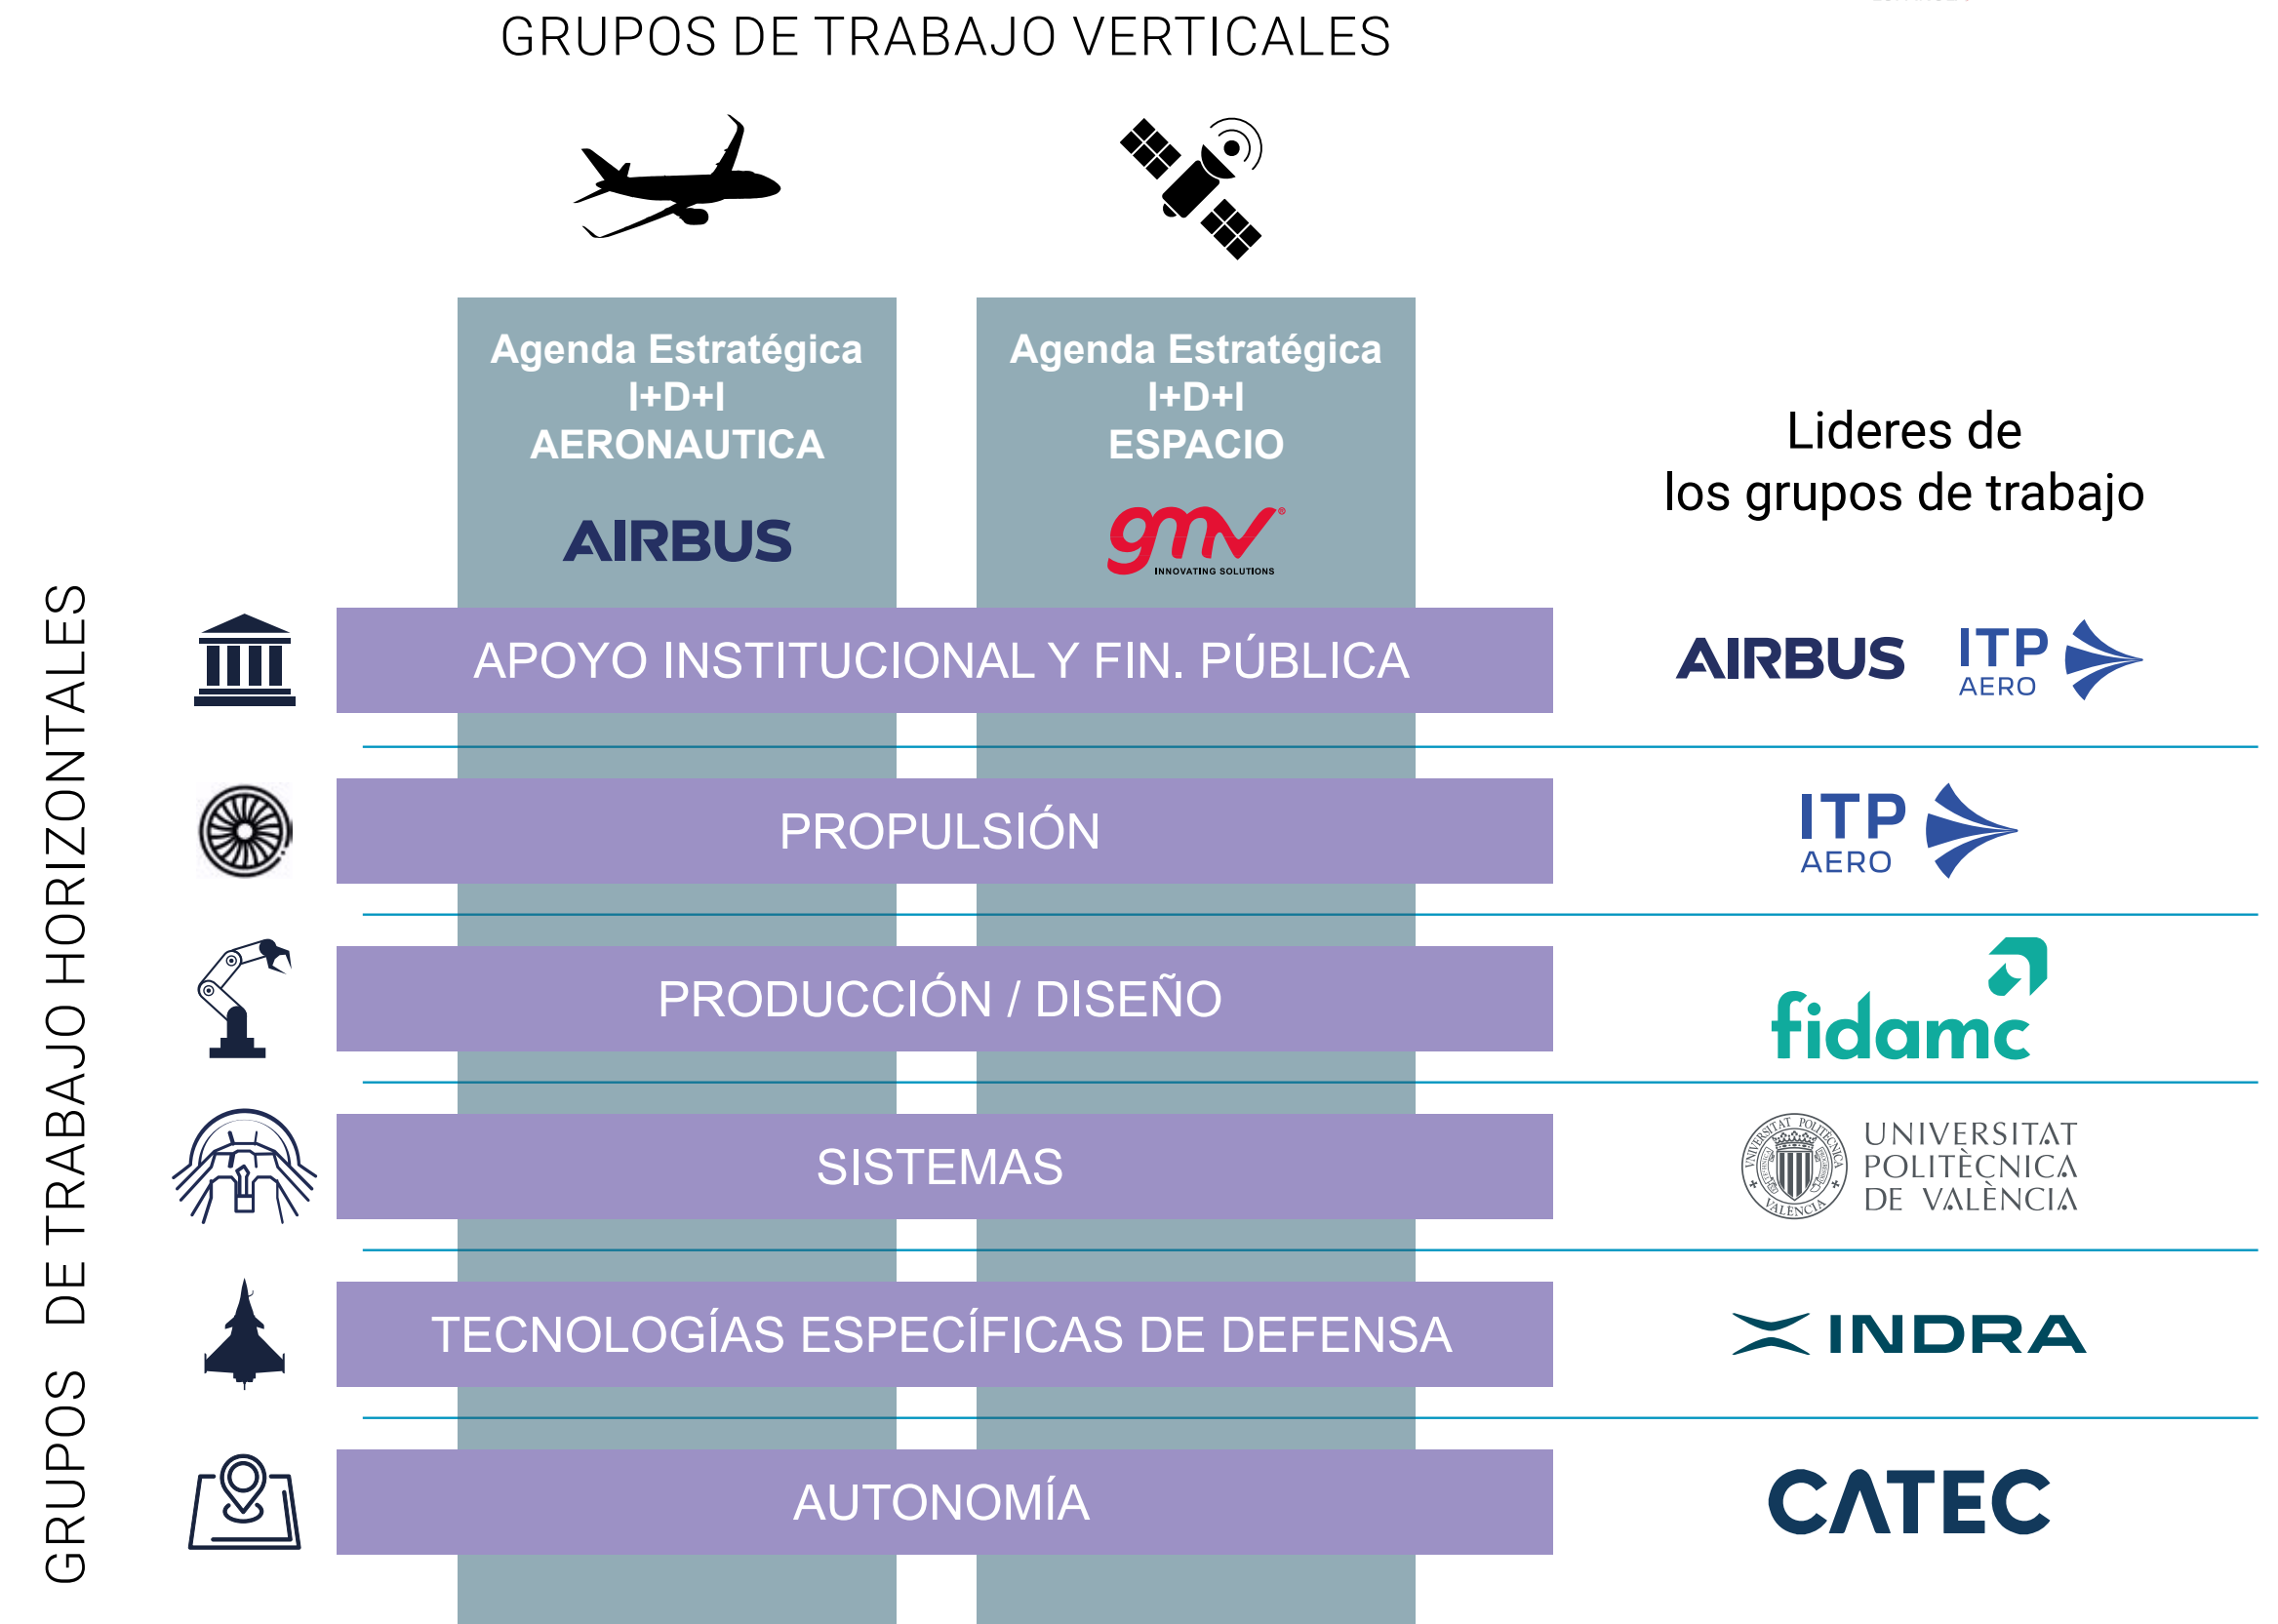 GRUPOS DE TRABAJO VERTICALES
Agenda Estratégica
I+D+I
AERONAUTICA
AIRBUS
Agenda Estratégica
I+D+I
ESPACIO
gmv®
INNOVATING SOLUTIONS
Lideres de
los grupos de trabajo
GRUPOS DE TRABAJO HORIZONTALES
APOYO INSTITUCIONAL Y FIN. PÚBLICA
AIRBUS
ITP
AERO
PROPULSIÓN
ITP
AERO
PRODUCCIÓN / DISEÑO
fidamc
SISTEMAS
UNIVERSITAT
POLITÈCNICA
DE VALÈNCIA
TECNOLOGÍAS ESPECÍFICAS DE DEFENSA
INDRA
AUTONOMÍA
CATEC